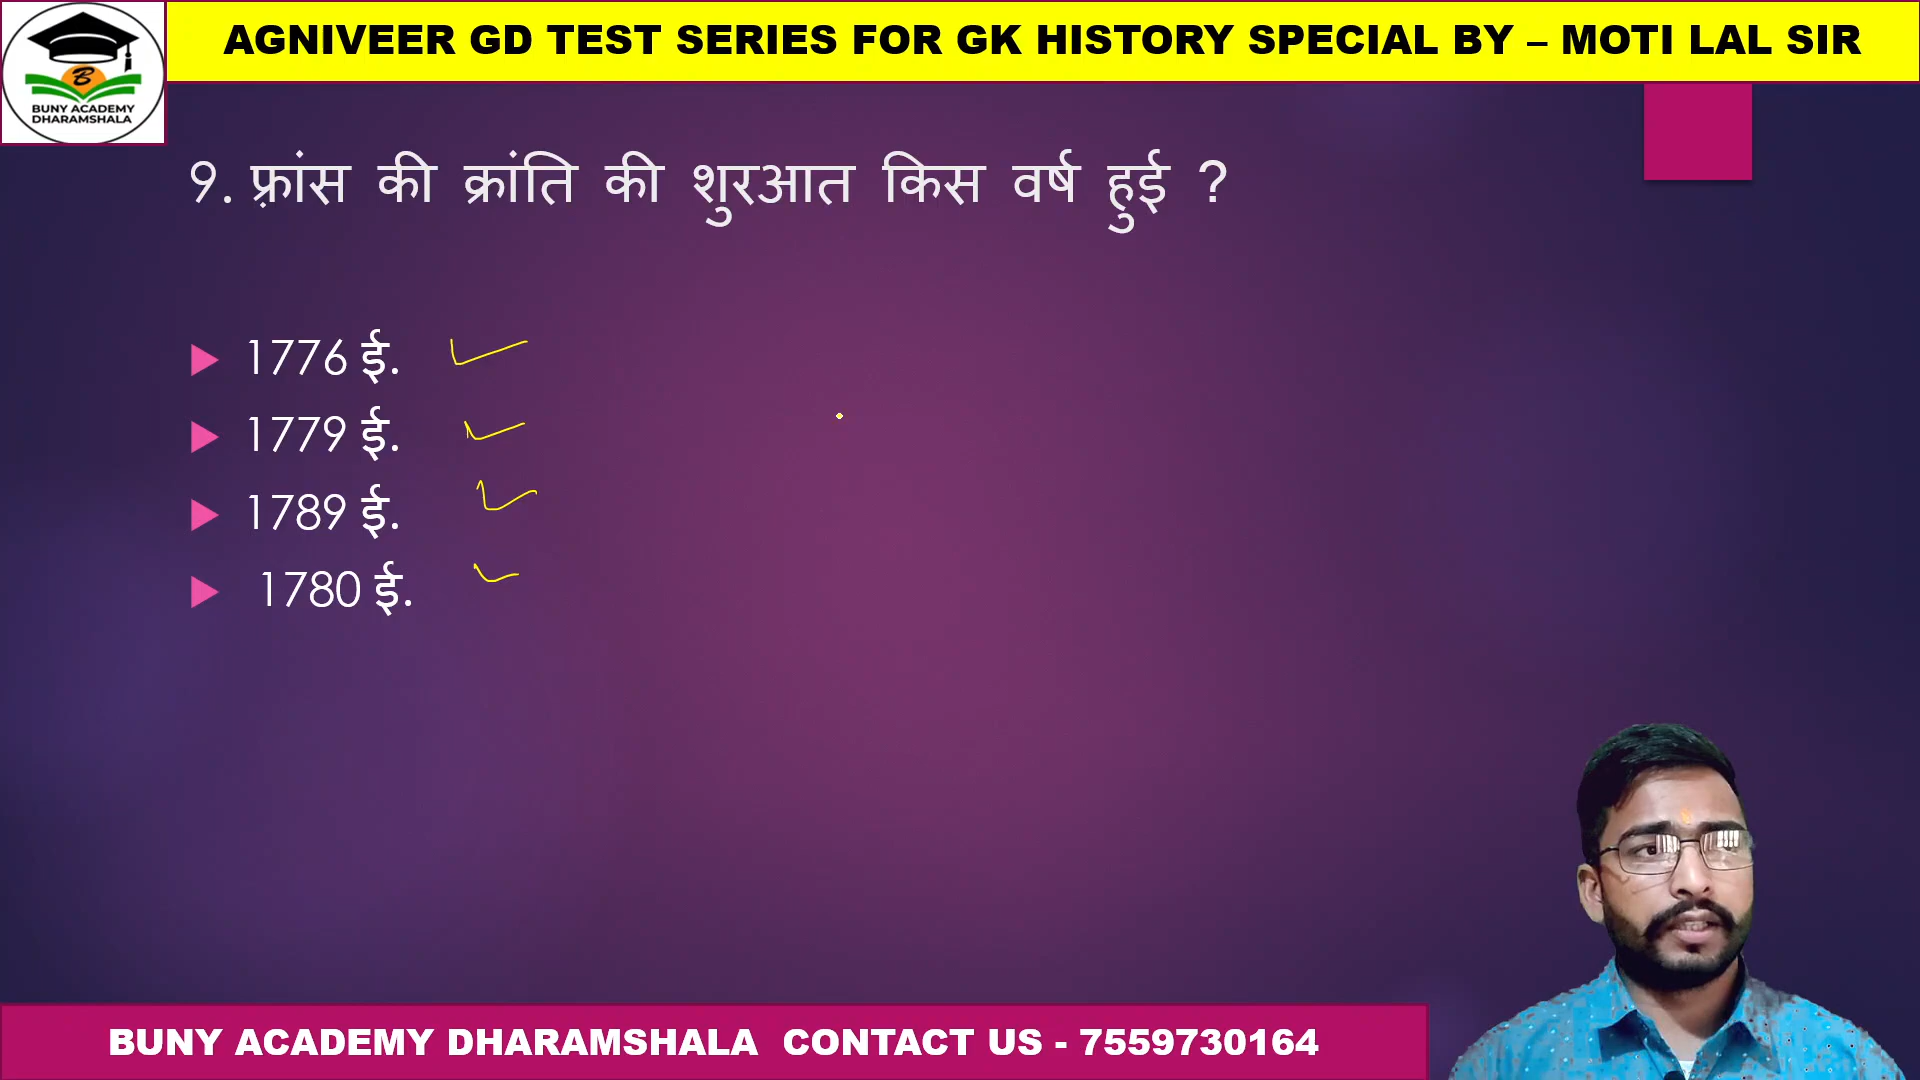 AGNIVEER GD TEST SERIES FOR GK HISTORY SPECIAL BY – MOTI LAL SIR
B
BUNY ACADEMY
DHARAMSHALA
9. फ़्रांस की क्रांति की शुरआत किस वर्ष हुई ?
1776 ई.
1779 ई.
1789 ई.
1780 ई.
BUNY ACADEMY DHARAMSHALA CONTACT US - 7559730164